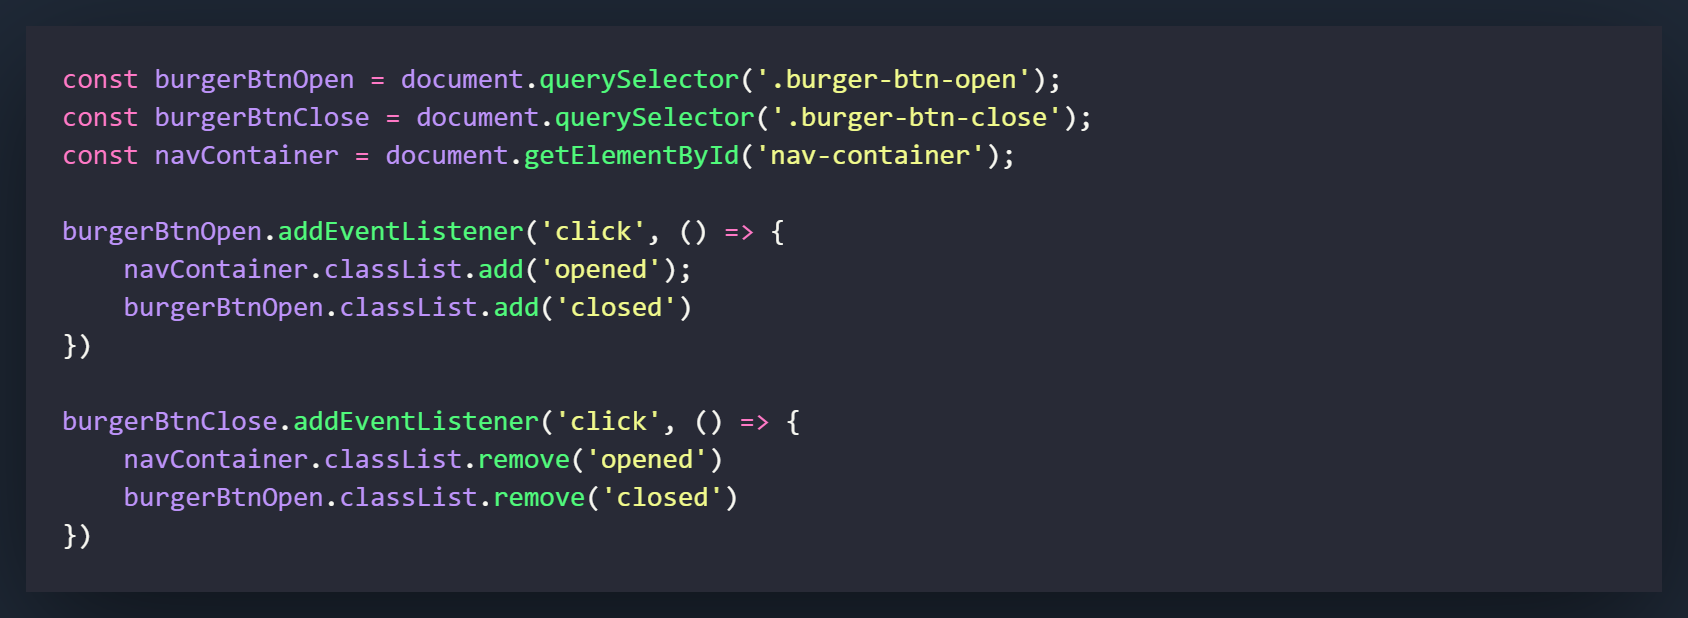 const burgerBtnOpen = document.querySelector('.burger-btn-open');
const burgerBtnClose = document.querySelector('.burger-btn-close');
const navContainer = document.getElementById('nav-container');

burgerBtnOpen.addEventListener('click', () => {
    navContainer.classList.add('opened');
    burgerBtnOpen.classList.add('closed')
})

burgerBtnClose.addEventListener('click', () => {
    navContainer.classList.remove('opened')
    burgerBtnOpen.classList.remove('closed')
})